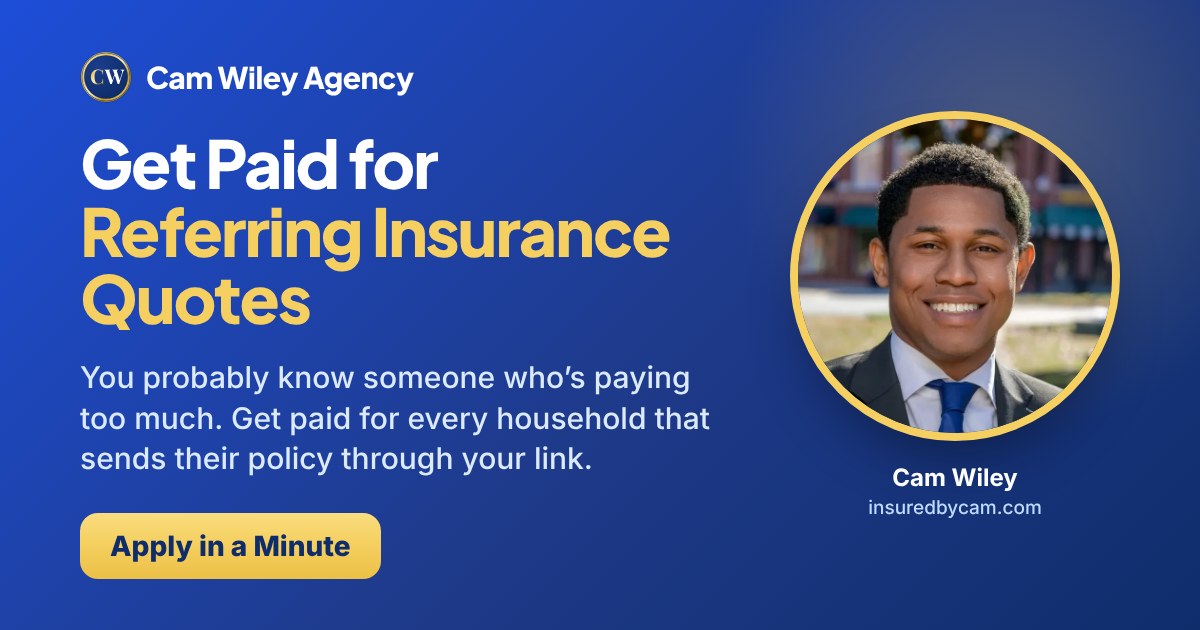 CW
Cam Wiley Agency
Get Paid for
Referring Insurance
Quotes
You probably know someone who’s paying
too much. Get paid for every household that
sends their policy through your link.
Apply in a Minute
Cam Wiley
insuredbycam.com